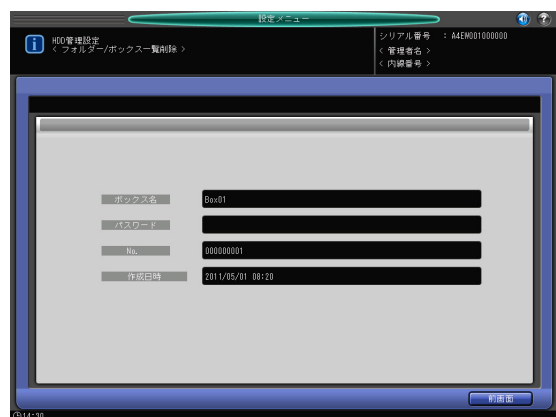 設定メニュー
HDD管理設定
< フォルダー/ボックス一覧削除 >
シリアル番号 : A4EW001000000
< 管理者名 >
< 内線番号 >
ボックス名 Box01
パスワード
No. 000000001
作成日時 2011/05/01 08:20
前画面
14:30